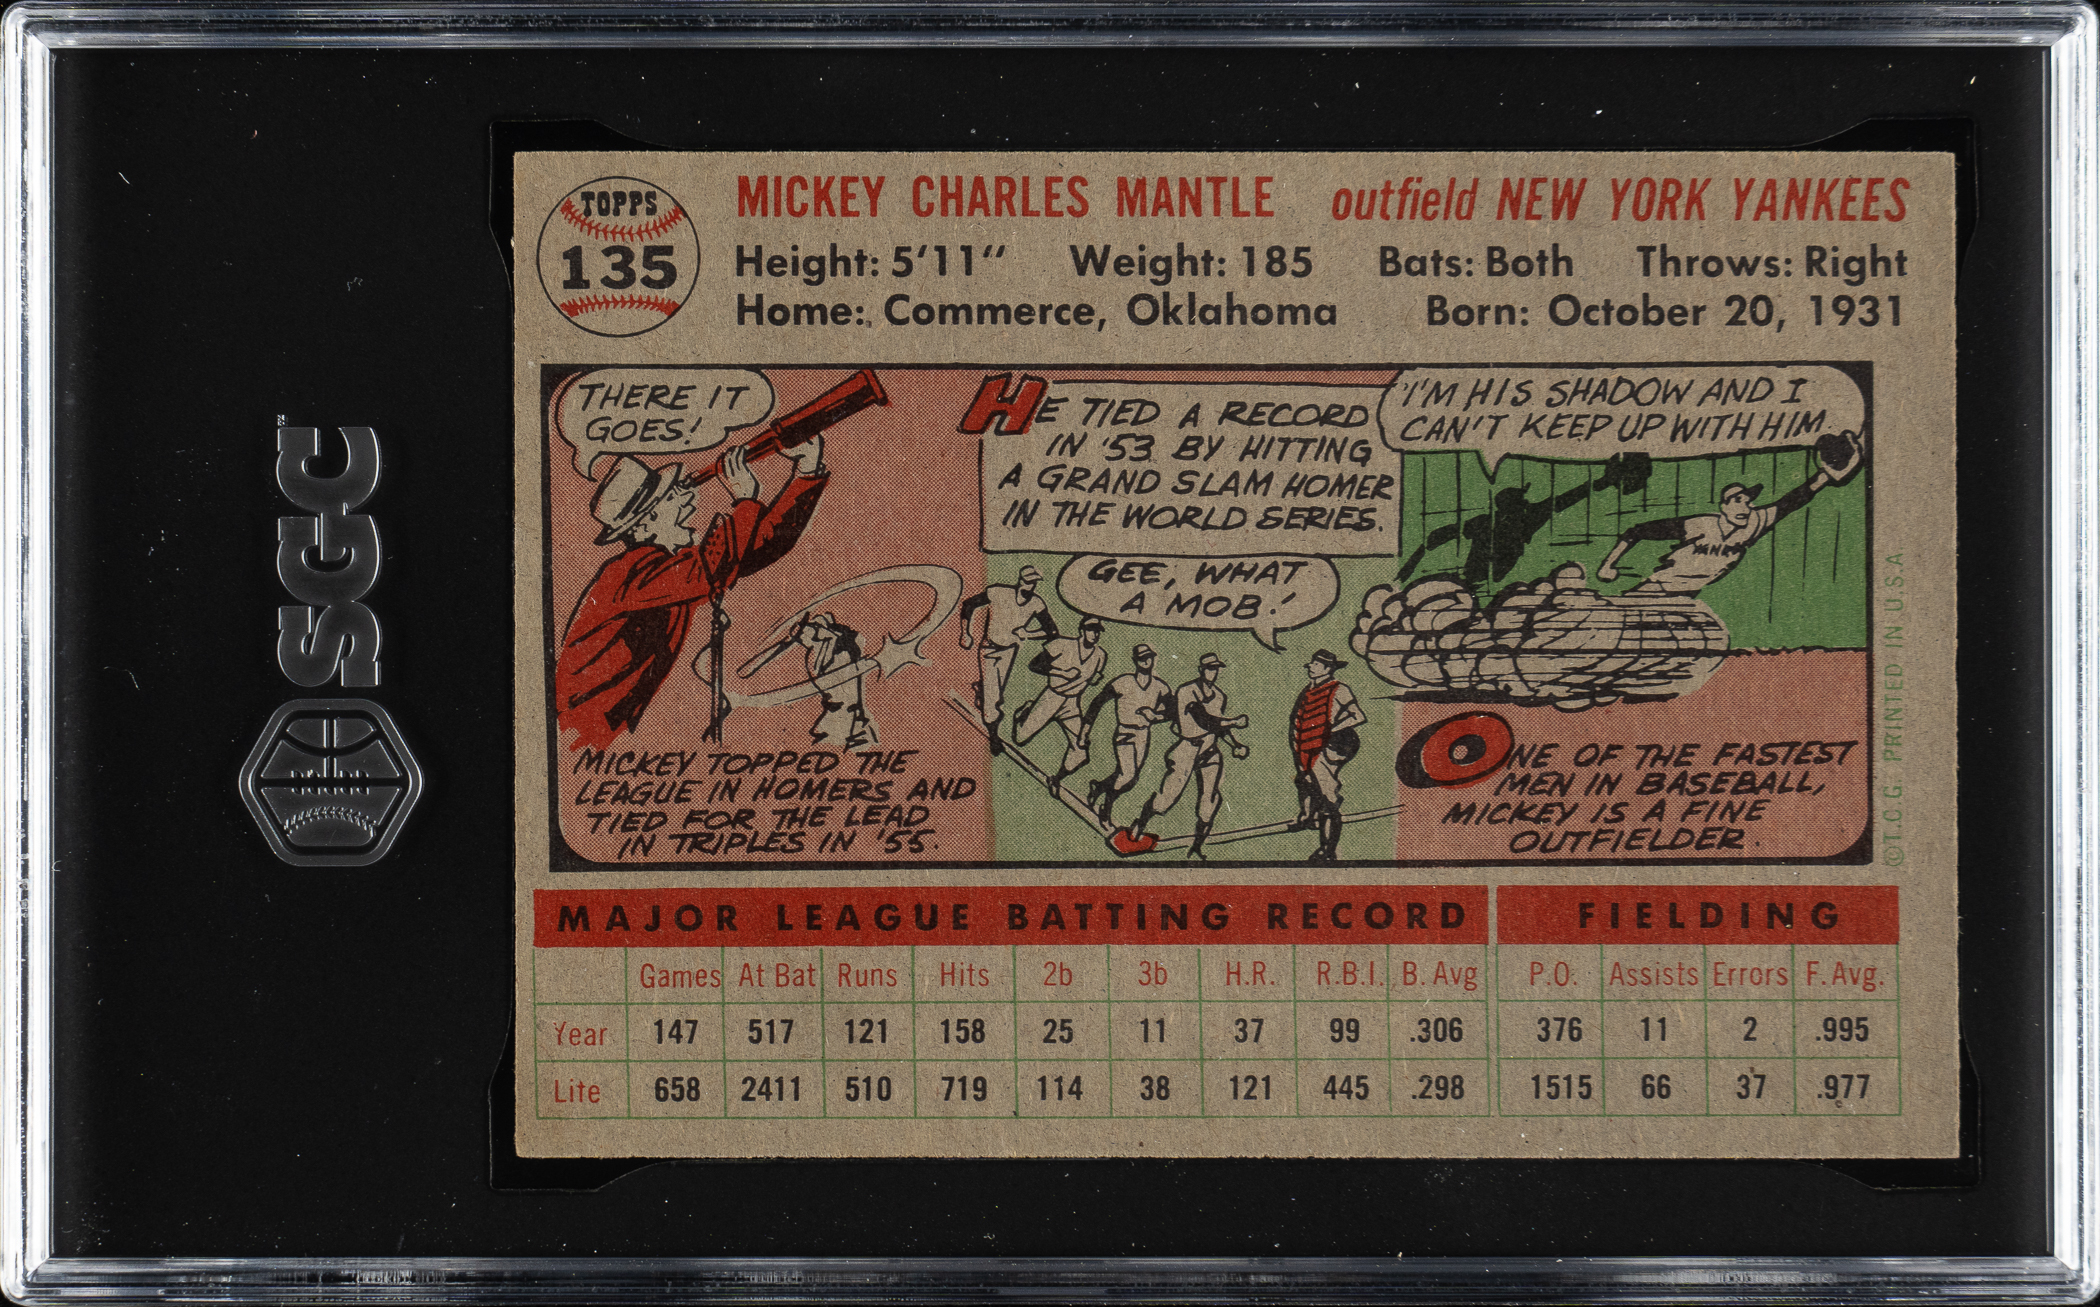 SGC
TOPPS
135
MICKEY CHARLES MANTLE outfield NEW YORK YANKEES
Height: 5'11" Weight: 185 Bats: Both Throws: Right
Home: Commerce, Oklahoma Born: October 20, 1931
THERE IT
GOES!
MICKEY TOPPED THE
LEAGUE IN HOMERS AND
TIED FOR THE LEAD
IN TRIPLES IN '55.
HE TIED A RECORD
IN '53 BY HITTING
A GRAND SLAM HOMER
IN THE WORLD SERIES.
GEE, WHAT
A MOB!
I'M HIS SHADOW AND I
CAN'T KEEP UP WITH HIM.
ONE OF THE FASTEST
MEN IN BASEBALL,
MICKEY IS A FINE
OUTFIELDER.
©T.C.G. PRINTED IN U.S.A
MAJOR LEAGUE BATTING RECORD FIELDING
Games At Bat Runs Hits 2b 3b H.R. R.B.I. B. Avg P.O. Assists Errors F. Avg.
Year 147 517 121 158 25 11 37 99 .306 376 11 2 .995
Life 658 2411 510 719 114 38 121 445 .298 1515 66 37 .977